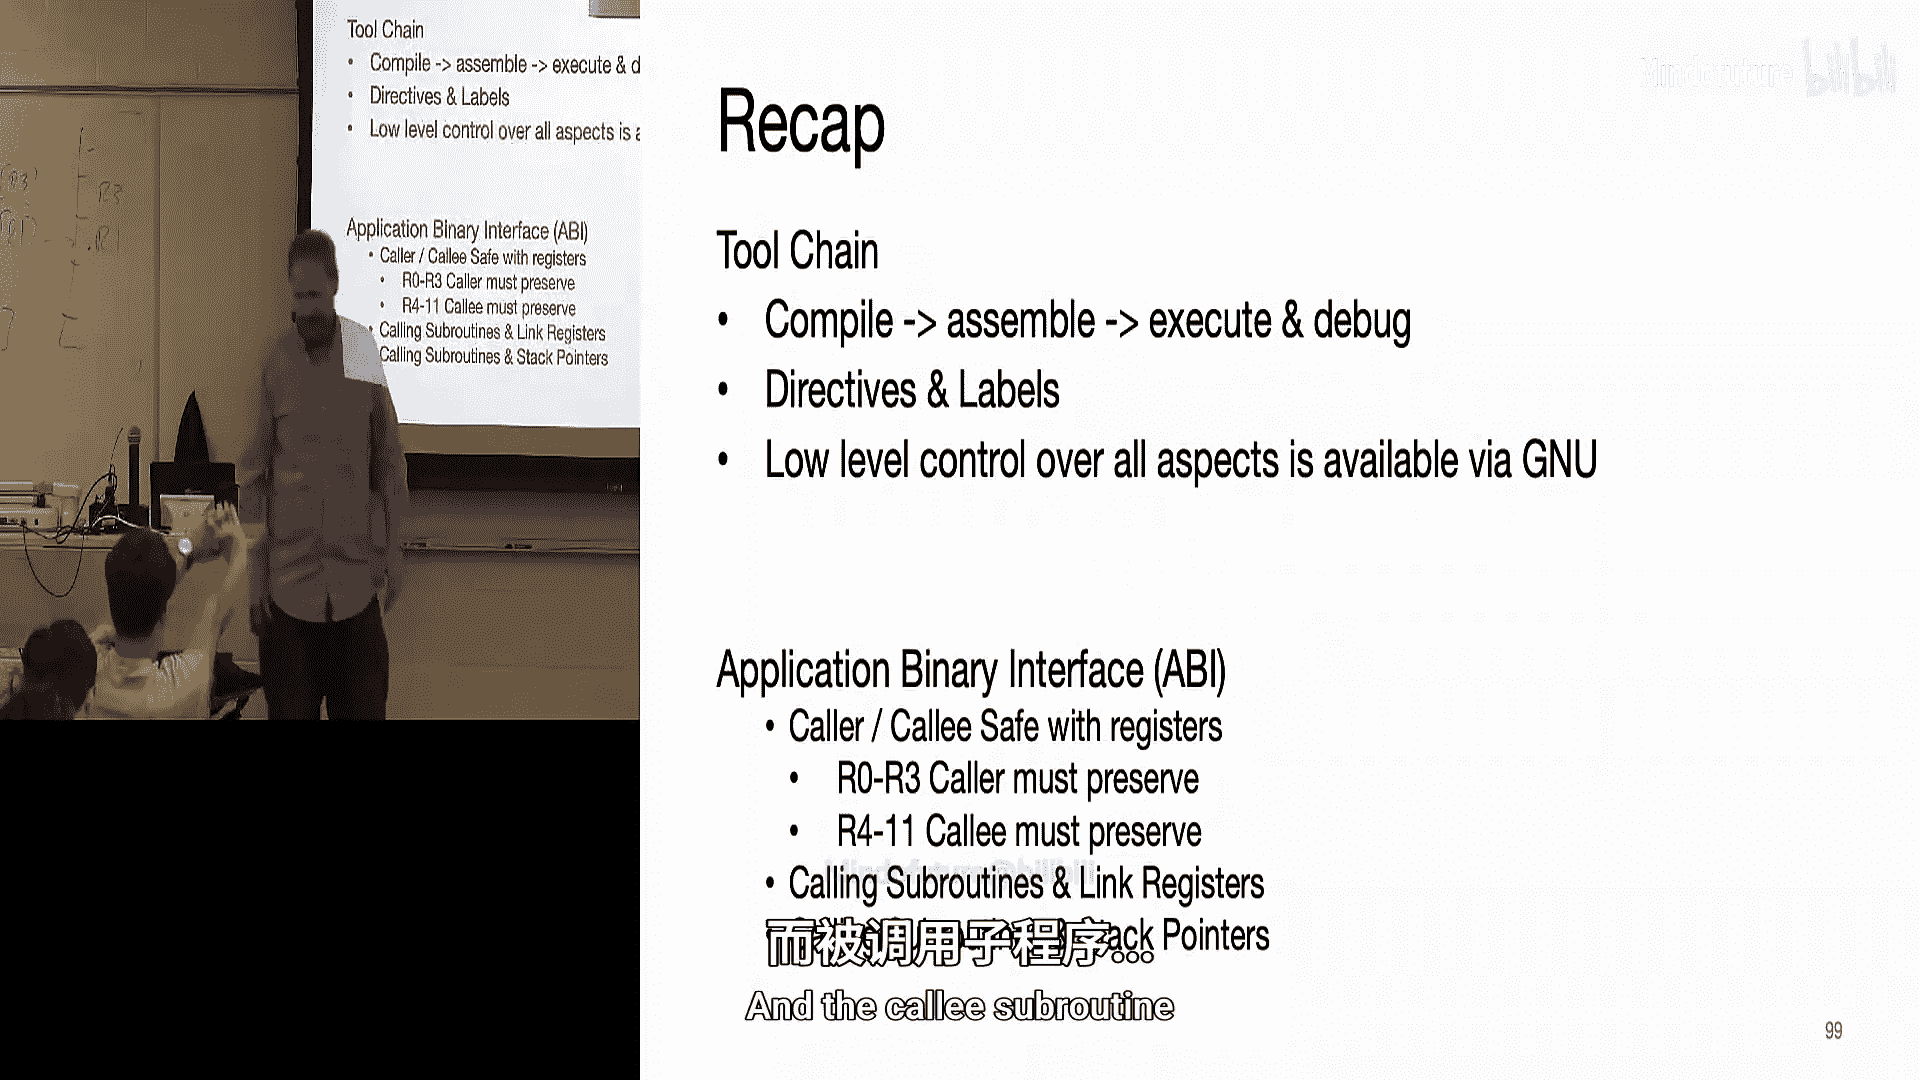 Tool Chain
• Compile -> assemble -> execute & d
• Directives & Labels
• Low level control over all aspects is a
Application Binary Interface (ABI)
• Caller / Callee Safe with registers
• R0-R3 Caller must preserve
• R4-11 Callee must preserve
• Calling Subroutines & Link Registers
Calling Subroutines & Stack Pointers
R3
R1
bilibili
Recap
Tool Chain
• Compile -> assemble -> execute & debug
• Directives & Labels
• Low level control over all aspects is available via GNU
Application Binary Interface (ABI)
• Caller / Callee Safe with registers
• R0-R3 Caller must preserve
• R4-11 Callee must preserve
• Calling Subroutines & Link Registers
Stack Pointers
而被调用子程序...
And the callee subroutine
99